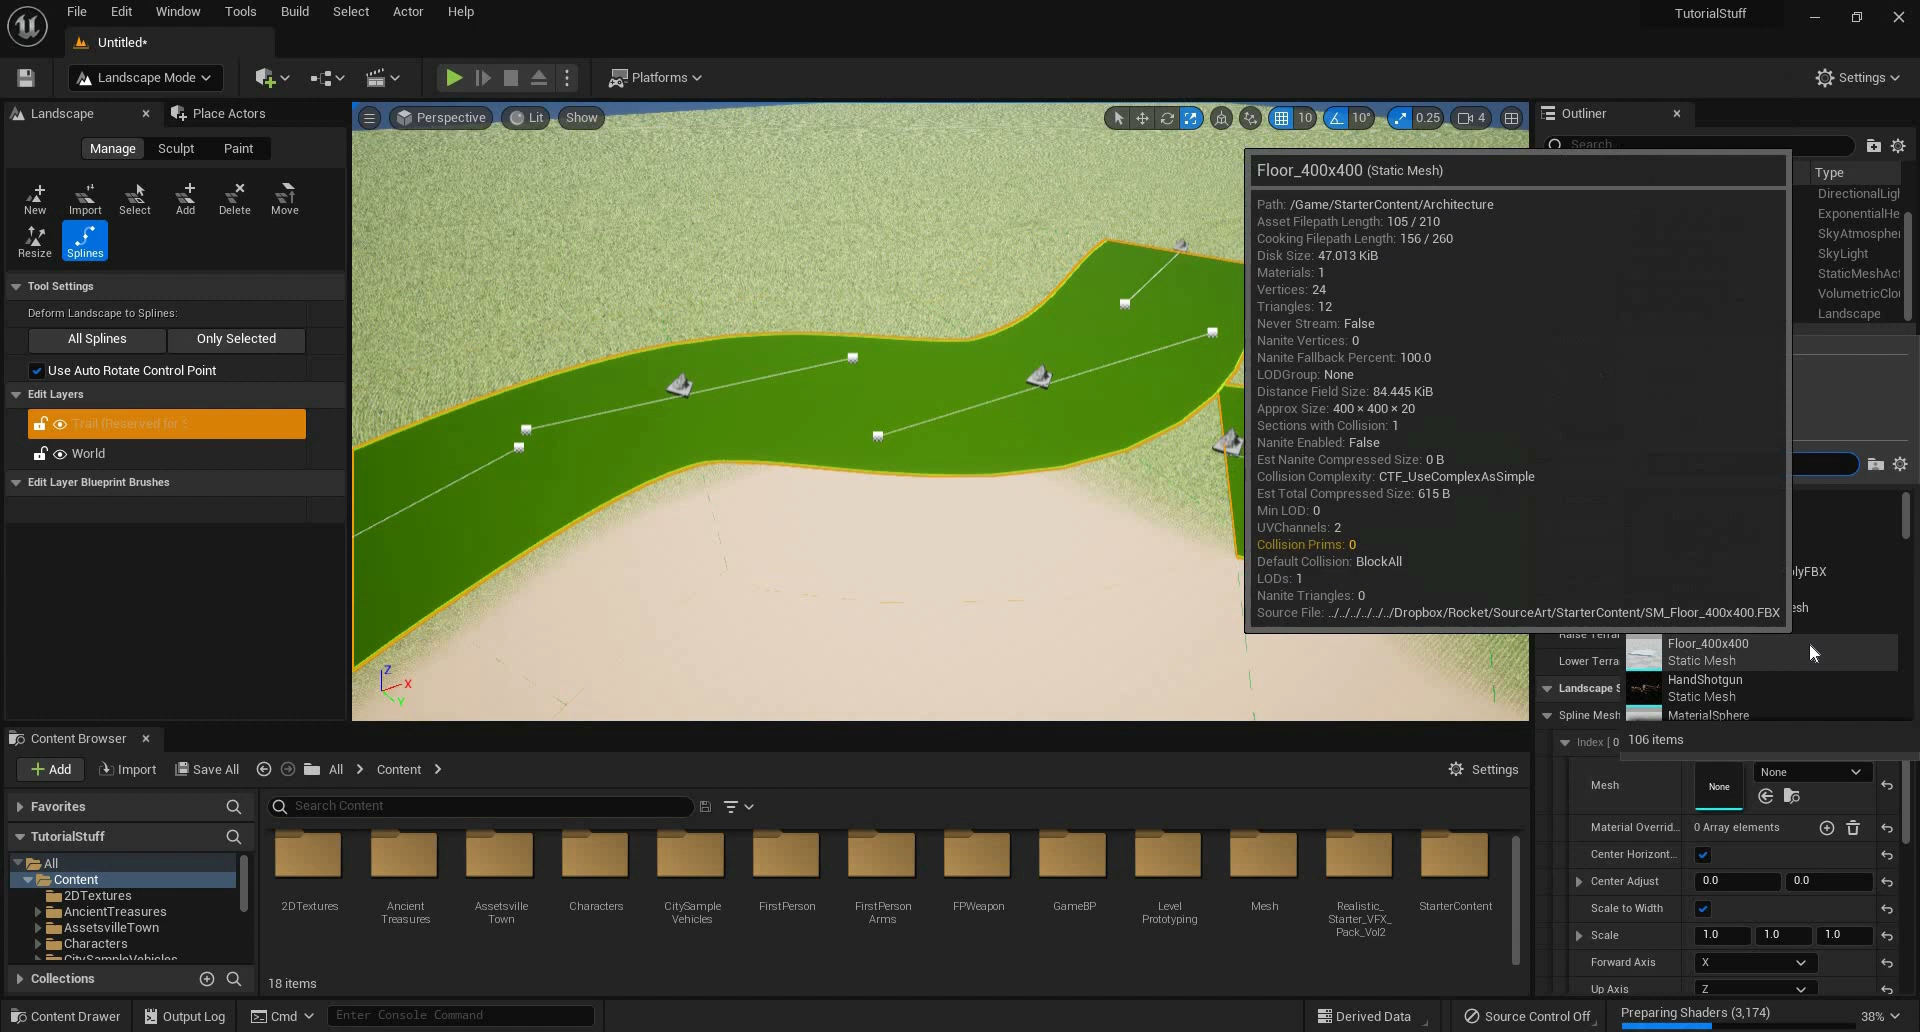 File Edit Window Tools Build Select Actor Help
TutorialStuff
Untitled*
Landscape Mode
Platforms
Settings
Landscape
Place Actors
Manage Sculpt Paint
New Import Select Add Delete Move
Resize Splines
Tool Settings
Deform Landscape to Splines:
All Splines Only Selected
Use Auto Rotate Control Point
Edit Layers
Trail (Reserved for S
World
Edit Layer Blueprint Brushes
Perspective Lit Show
10 10° 0.25 4
Z
X
Y
Outliner
Search...
Type
DirectionalLigh
ExponentialHe
SkyAtmospher
SkyLight
StaticMeshAct
VolumetricClou
Landscape
Floor_400x400 (Static Mesh)
Path: /Game/StarterContent/Architecture
Asset Filepath Length: 105 / 210
Cooking Filepath Length: 156 / 260
Disk Size: 47.013 KiB
Materials: 1
Vertices: 24
Triangles: 12
Never Stream: False
Nanite Vertices: 0
Nanite Fallback Percent: 100.0
LODGroup: None
Distance Field Size: 84.445 KiB
Approx Size: 400 × 400 × 20
Sections with Collision: 1
Nanite Enabled: False
Est Nanite Compressed Size: 0 B
Collision Complexity: CTF_UseComplexAsSimple
Est Total Compressed Size: 615 B
Min LOD: 0
UVChannels: 2
Collision Prims: 0
Default Collision: BlockAll
LODs: 1
Nanite Triangles: 0
Source File: ../../../../../../Dropbox/Rocket/SourceArt/StarterContent/SM_Floor_400x400.FBX
lyFBX
esh
Raise Terrai
Floor_400x400
Static Mesh
Lower Terra
HandShotgun
Static Mesh
Landscape S
MaterialSphere
Spline Mesh
106 items
Index [ 0
Mesh None None
Material Overrid... 0 Array elements
Center Horizont...
Center Adjust 0.0 0.0
Scale to Width
Scale 1.0 1.0 1.0
Forward Axis X
Up Axis Z
Content Browser
Add Import Save All All Content Settings
Favorites
Search Content
TutorialStuff
All
Content
2DTextures
AncientTreasures
AssetsvilleTown
Characters
CitySampleVehicles
Collections
2DTextures
Ancient
Treasures
Assetsville
Town
Characters
CitySample
Vehicles
FirstPerson
FirstPerson
Arms
FPWeapon
GameBP
Level
Prototyping
Mesh
Realistic_
Starter_VFX_
Pack_Vol2
StarterContent
18 items
Content Drawer Output Log Cmd Enter Console Command Derived Data Source Control Off Preparing Shaders (3,174) 38%